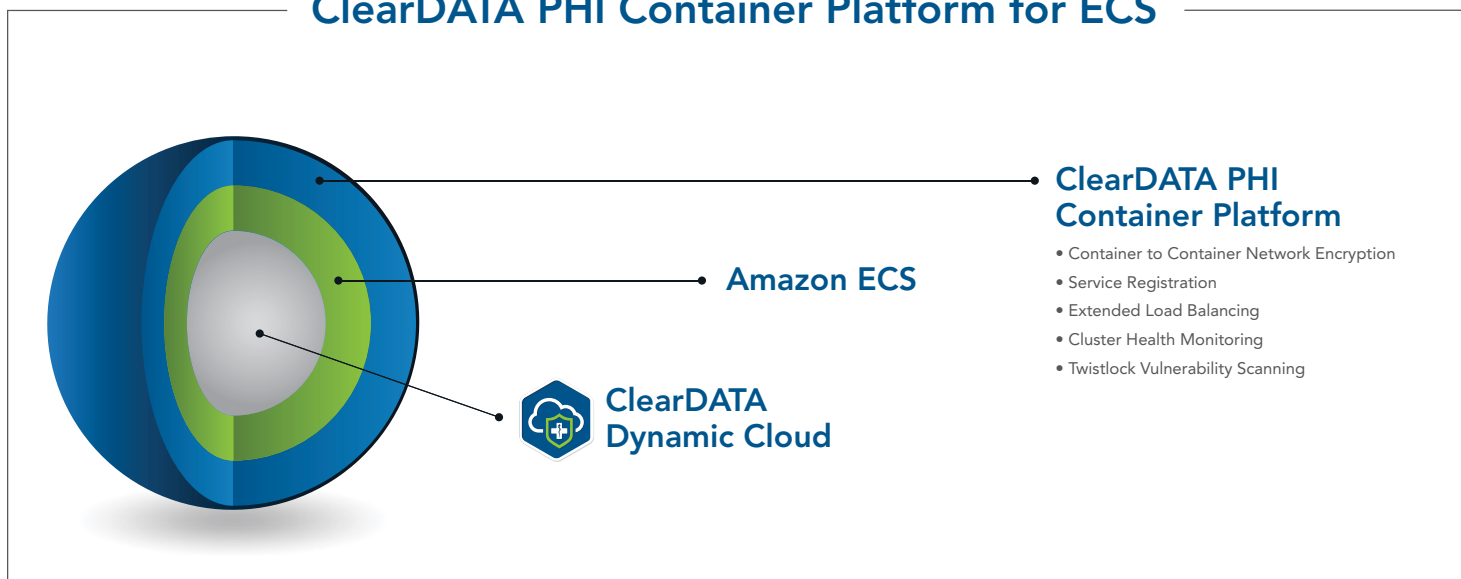 ClearDATA PHI Container Platform for ECS
ClearDATA PHI
Container Platform
• Container to Container Network Encryption
• Service Registration
• Extended Load Balancing
• Cluster Health Monitoring
• Twistlock Vulnerability Scanning
Amazon ECS
ClearDATA
Dynamic Cloud